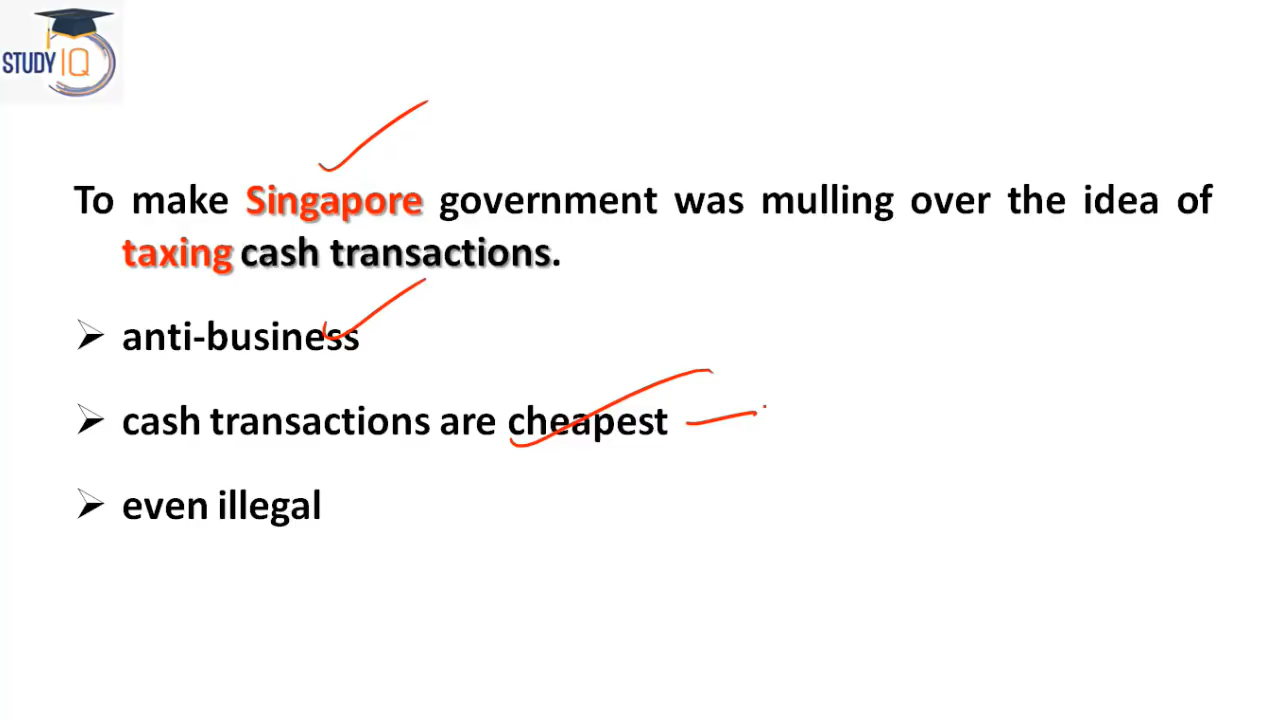 STUDY IQ
To make Singapore government was mulling over the idea of
taxing cash transactions.
anti-business
cash transactions are cheapest
even illegal